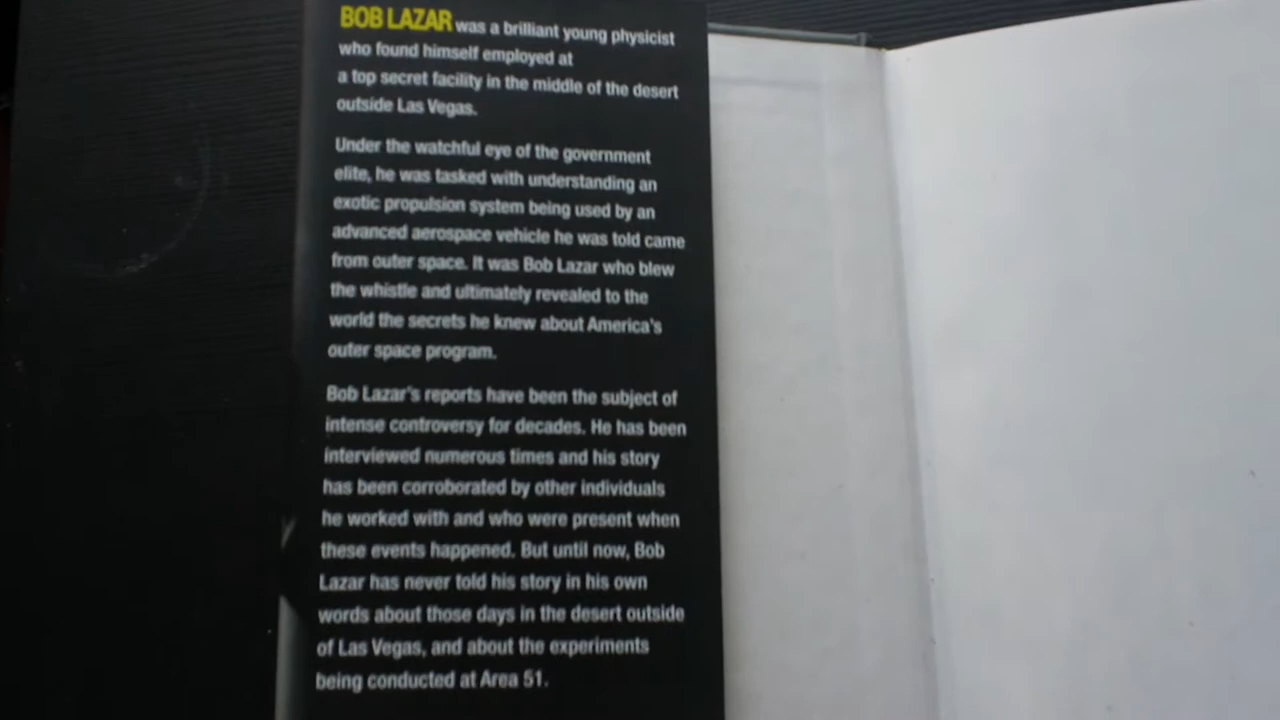 BOB LAZAR was a brilliant young physicist
who found himself employed at
a top secret facility in the middle of the desert
outside Las Vegas.
Under the watchful eye of the government
elite, he was tasked with understanding an
exotic propulsion system being used by an
advanced aerospace vehicle he was told came
from outer space. It was Bob Lazar who blew
the whistle and ultimately revealed to the
world the secrets he knew about America's
outer space program.
Bob Lazar's reports have been the subject of
intense controversy for decades. He has been
interviewed numerous times and his story
has been corroborated by other individuals
he worked with and who were present when
these events happened. But until now, Bob
Lazar has never told his story in his own
words about those days in the desert outside
of Las Vegas, and about the experiments
being conducted at Area 51.